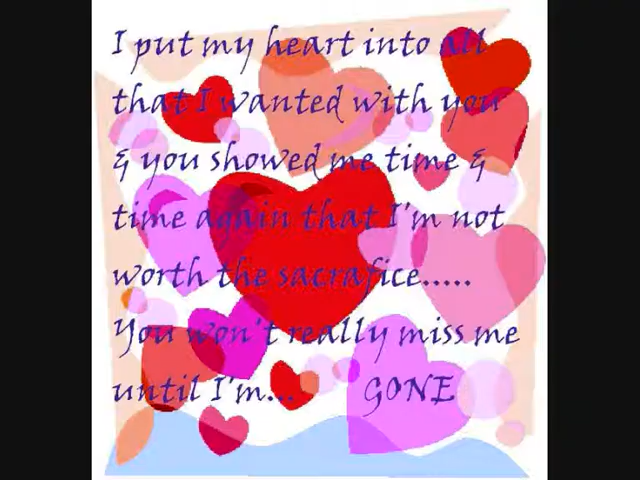 I put my heart into all
that I wanted with you
& you showed me time &
time again that I'm not
worth the sacrafice.....
You won't really miss me
until I'm... GONE